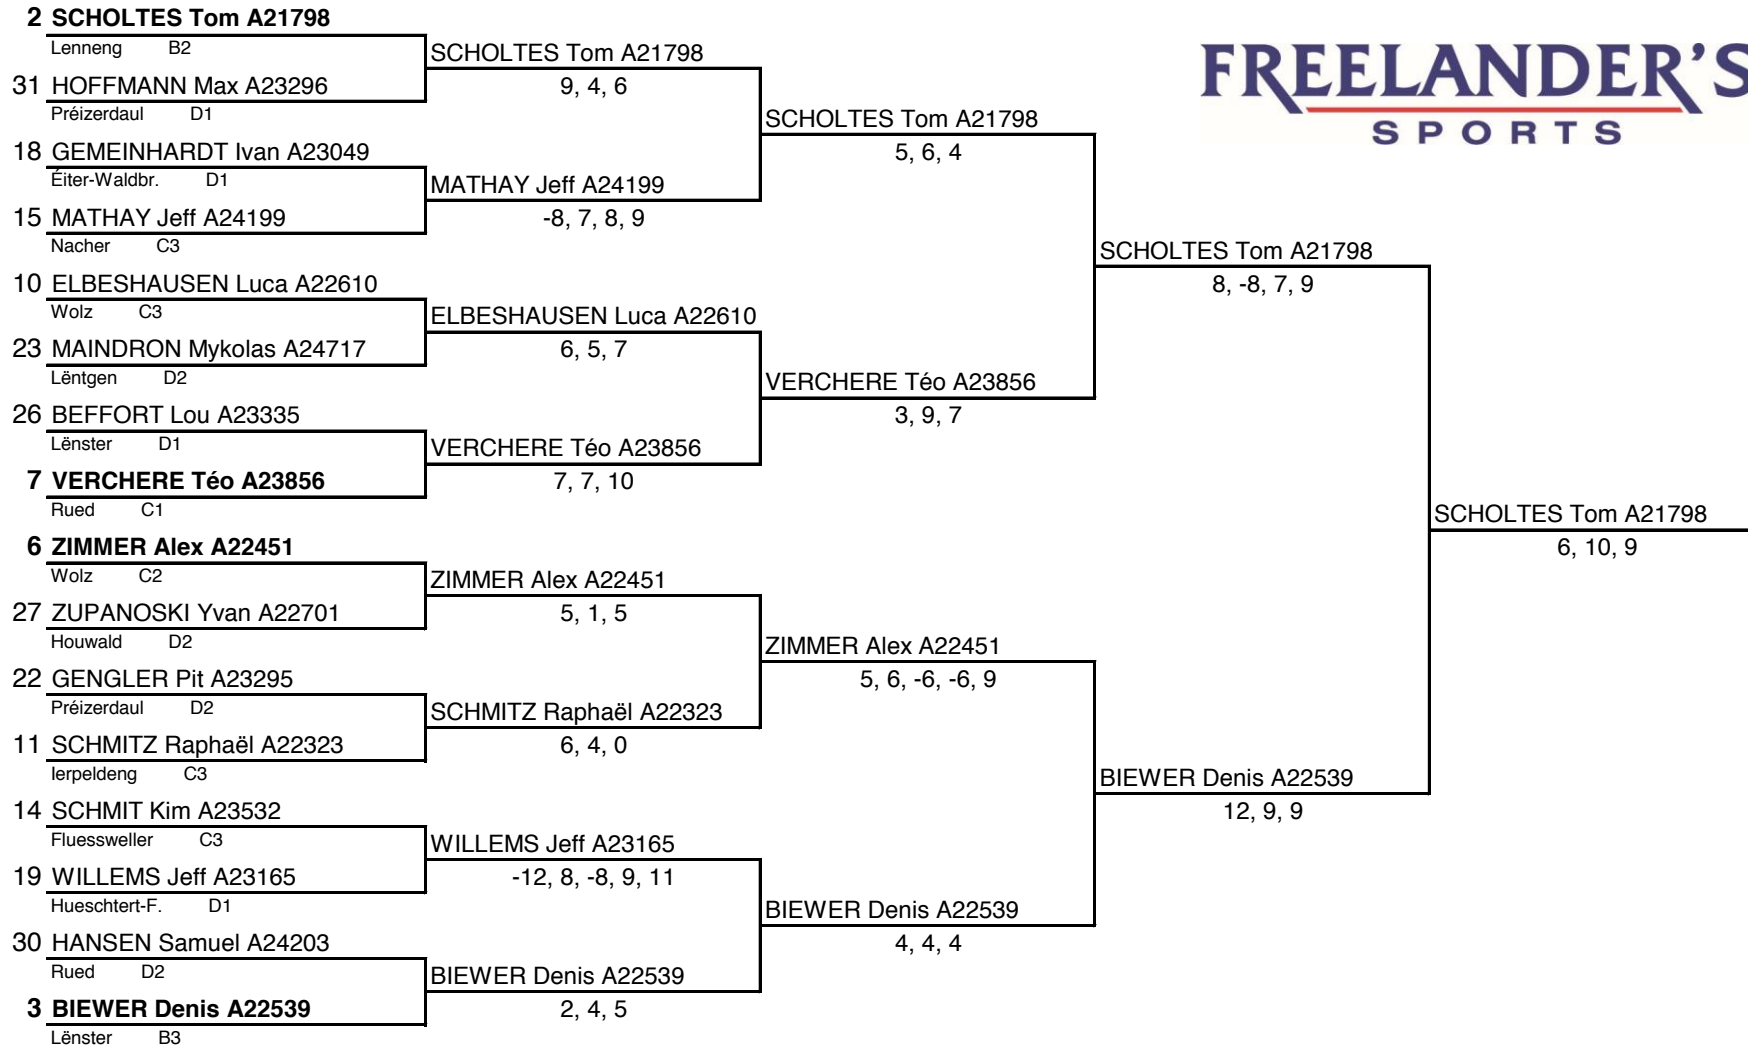 2 SCHOLTES Tom A21798
Lenneng B2
31 HOFFMANN Max A23296
Préizerdaul D1
18 GEMEINHARDT Ivan A23049
Éiter-Waldbr. D1
15 MATHAY Jeff A24199
Nacher C3
10 ELBESHAUSEN Luca A22610
Wolz C3
23 MAINDRON Mykolas A24717
Lëntgen D2
26 BEFFORT Lou A23335
Lënster D1
7 VERCHERE Téo A23856
Rued C1
6 ZIMMER Alex A22451
Wolz C2
27 ZUPANOSKI Yvan A22701
Houwald D2
22 GENGLER Pit A23295
Préizerdaul D2
11 SCHMITZ Raphaël A22323
Ierpeldeng C3
14 SCHMIT Kim A23532
Fluessweller C3
19 WILLEMS Jeff A23165
Hueschtert-F. D1
30 HANSEN Samuel A24203
Rued D2
3 BIEWER Denis A22539
Lënster B3
SCHOLTES Tom A21798
9, 4, 6
MATHAY Jeff A24199
-8, 7, 8, 9
ELBESHAUSEN Luca A22610
6, 5, 7
VERCHERE Téo A23856
7, 7, 10
ZIMMER Alex A22451
5, 1, 5
SCHMITZ Raphaël A22323
6, 4, 0
WILLEMS Jeff A23165
-12, 8, -8, 9, 11
BIEWER Denis A22539
2, 4, 5
SCHOLTES Tom A21798
5, 6, 4
VERCHERE Téo A23856
3, 9, 7
ZIMMER Alex A22451
5, 6, -6, -6, 9
BIEWER Denis A22539
4, 4, 4
SCHOLTES Tom A21798
8, -8, 7, 9
BIEWER Denis A22539
12, 9, 9
SCHOLTES Tom A21798
6, 10, 9
FREELANDER'S
SPORTS